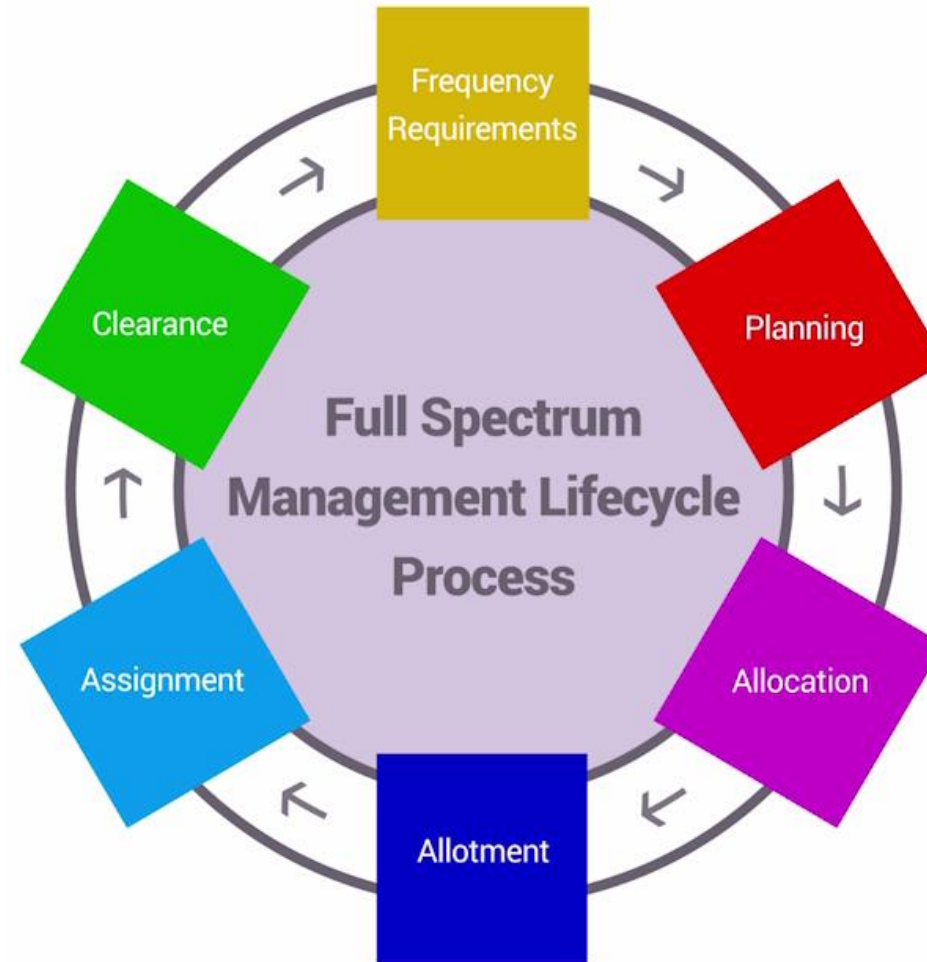 Frequency
Requirements
Clearance
Planning
Full Spectrum
Management Lifecycle
Process
Assignment
Allocation
Allotment